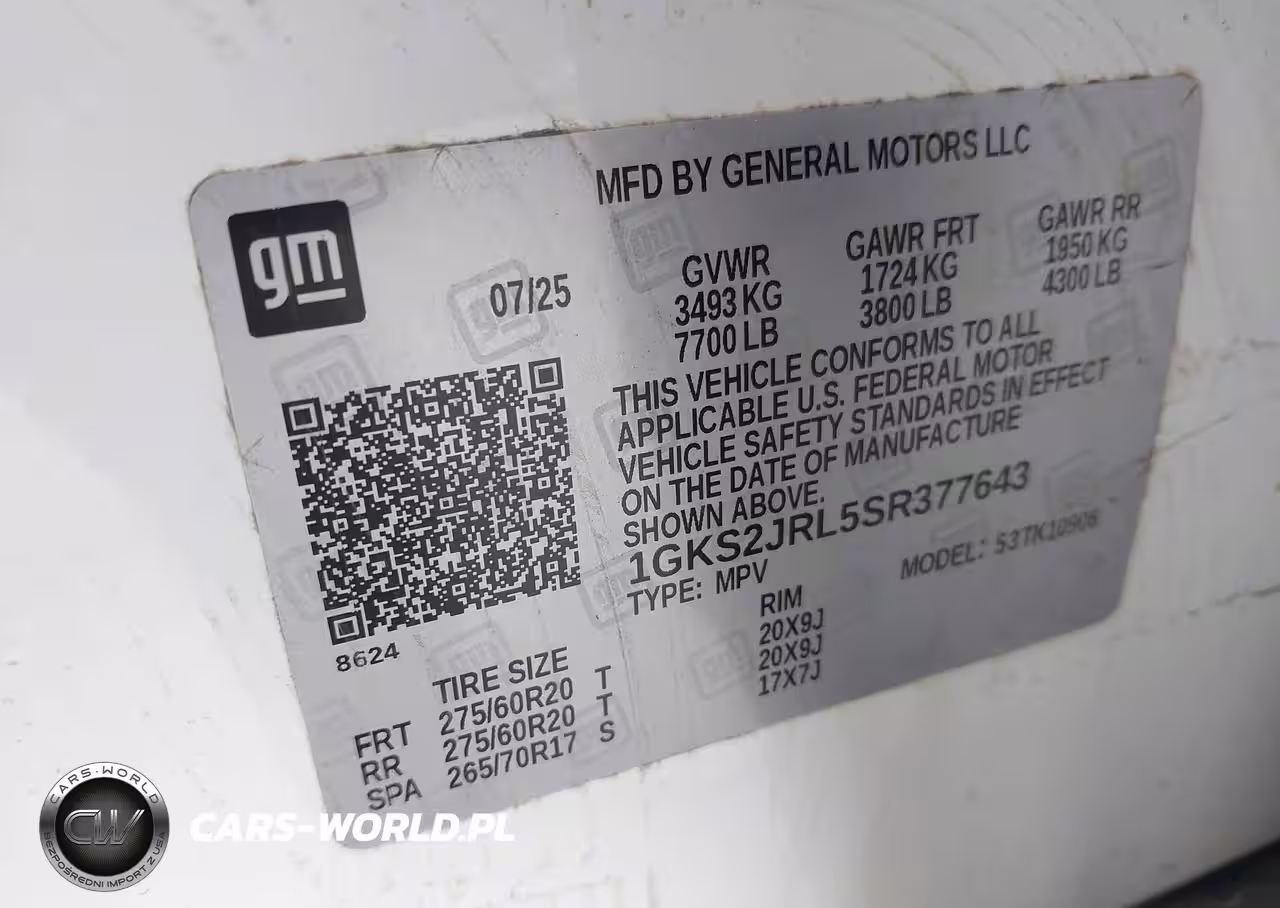 MFD BY GENERAL MOTORS LLC
gm
07/25
GVWR GAWR FRT GAWR RR
3493 KG 1724 KG 1950 KG
7700 LB 3800 LB 4300 LB
THIS VEHICLE CONFORMS TO ALL
APPLICABLE U.S. FEDERAL MOTOR
VEHICLE SAFETY STANDARDS IN EFFECT
ON THE DATE OF MANUFACTURE
SHOWN ABOVE.
1GKS2JRL5SR377643
TYPE: MPV MODEL: 53TK10906
8624
TIRE SIZE RIM
FRT 275/60R20 T 20X9J
RR 275/60R20 T 20X9J
SPA 265/70R17 S 17X7J
CARS-WORLD
CW
BEZPOŚREDNI IMPORT Z USA
CARS-WORLD.PL